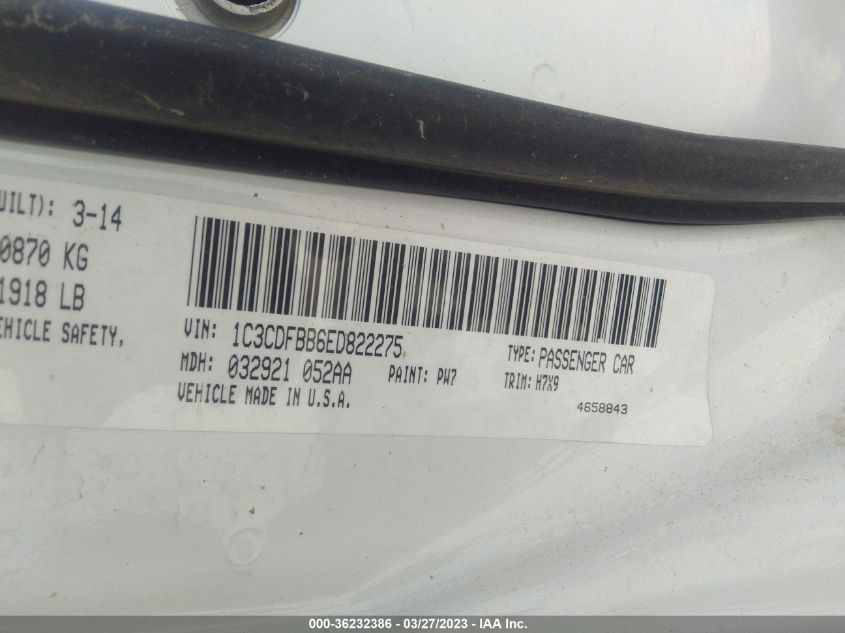 UILT): 3-14
0870 KG
1918 LB
EHICLE SAFETY,
VIN: 1C3CDFBB6ED822275
MDH: 032921 052AA
PAINT: PW7
VEHICLE MADE IN U.S.A.
TYPE: PASSENGER CAR
TRIM: H7X9
4658843
000-36232386 - 03/27/2023 - IAA Inc.